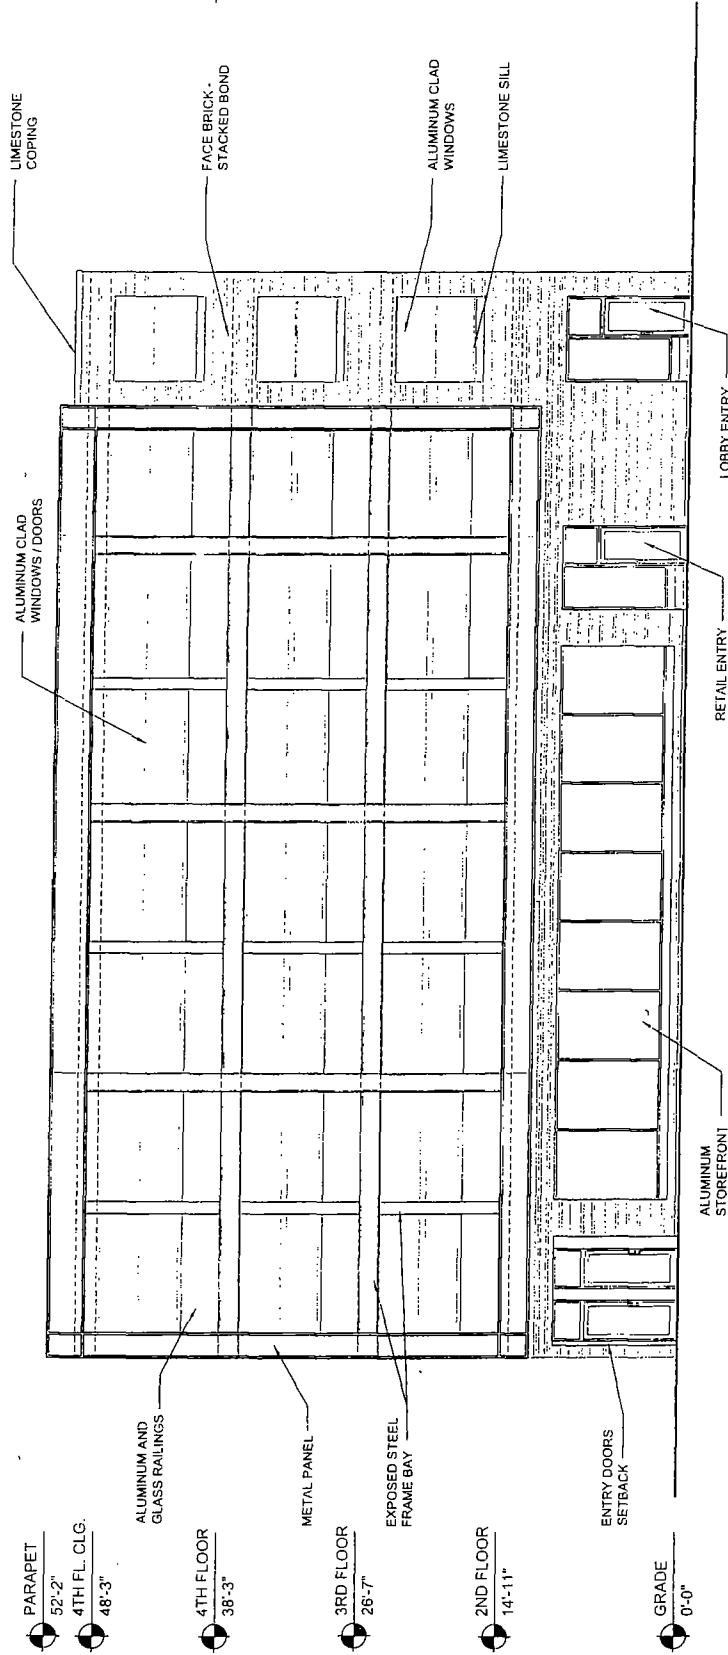 LIMESTONE
COPING
FACE BRICK -
STACKED BOND
ALUMINUM CLAD
WINDOWS
LIMESTONE SILL
ALUMINUM CLAD
WINDOWS / DOORS
LOBBY ENTRY
RETAIL ENTRY
ALUMINUM
STOREFRONT
ALUMINUM AND
GLASS RAILINGS
METAL PANEL
EXPOSED STEEL
FRAME BAY
ENTRY DOORS
SETBACK
PARAPET
52'-2"
4TH FL. CLG.
48'-3"
4TH FLOOR
38'-3"
3RD FLOOR
26'-7"
2ND FLOOR
14'-11"
GRADE
0'-0"